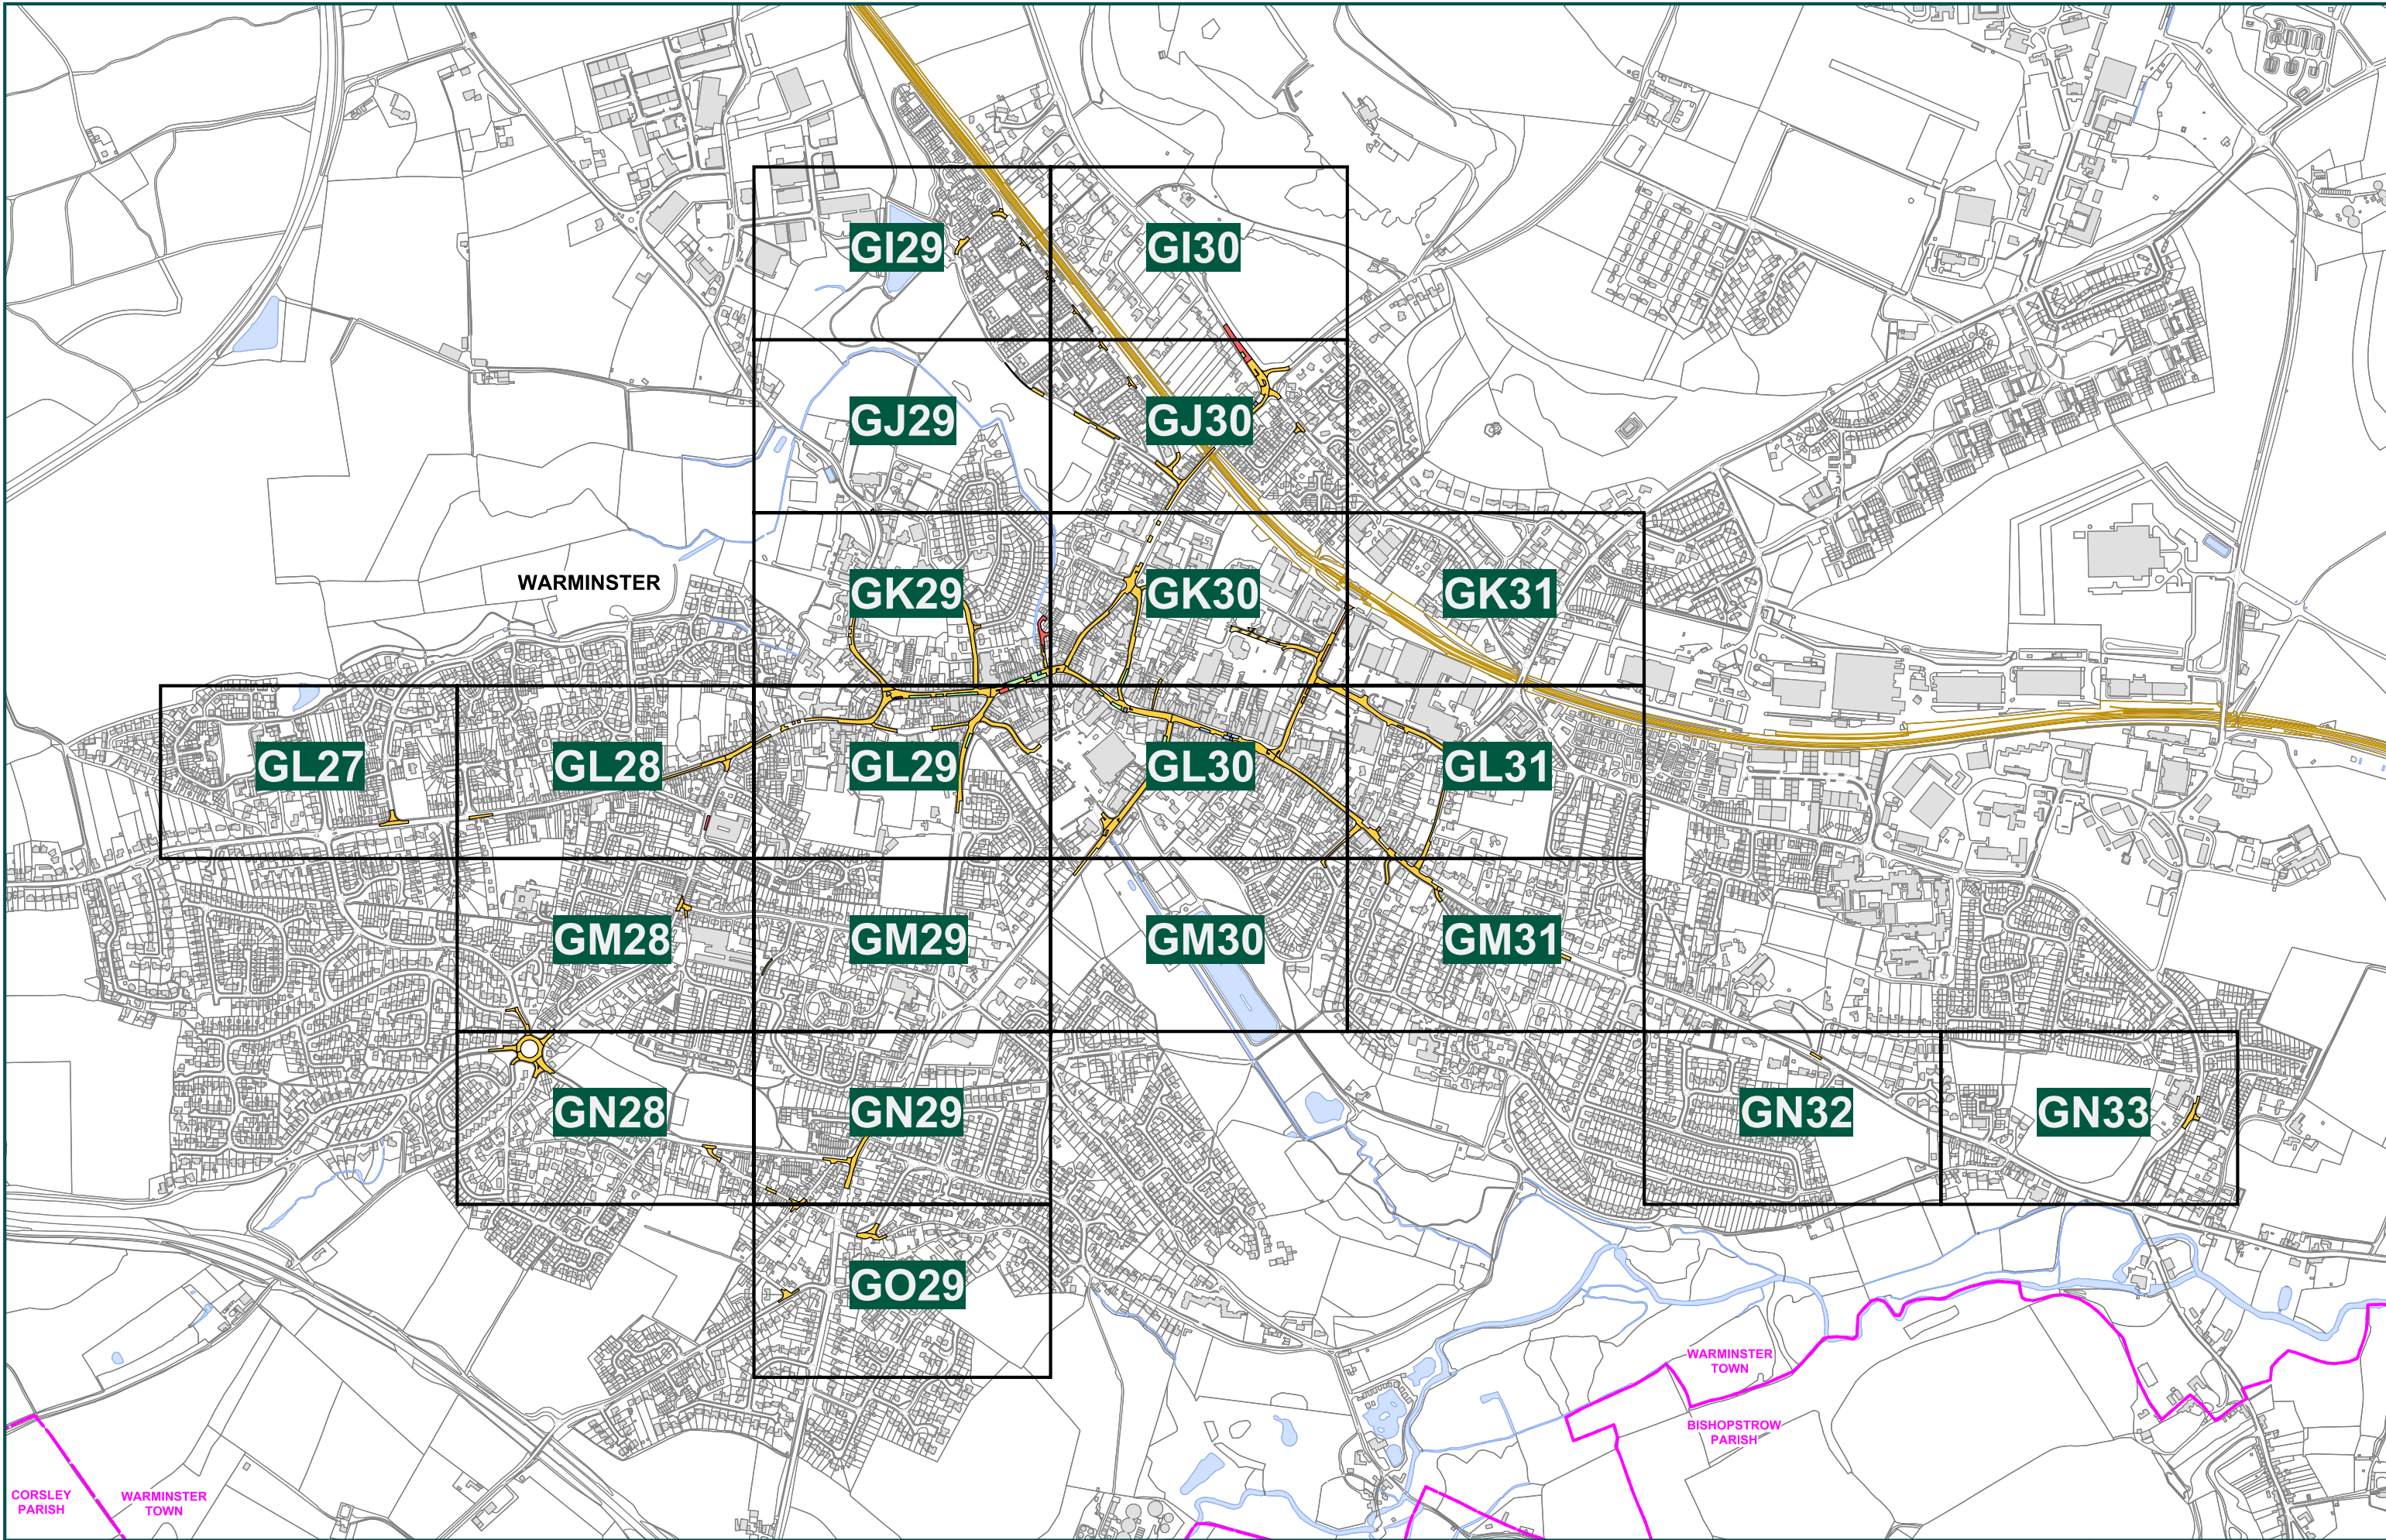 GI29
GI30
GJ29
GJ30
WARMINSTER
GK29
GK30
GK31
GL27
GL28
GL29
GL30
GL31
GM28
GM29
GM30
GM31
GN28
GN29
GN32
GN33
GO29
WARMINSTER
TOWN
BISHOPSTROW
PARISH
CORSLEY
PARISH
WARMINSTER
TOWN